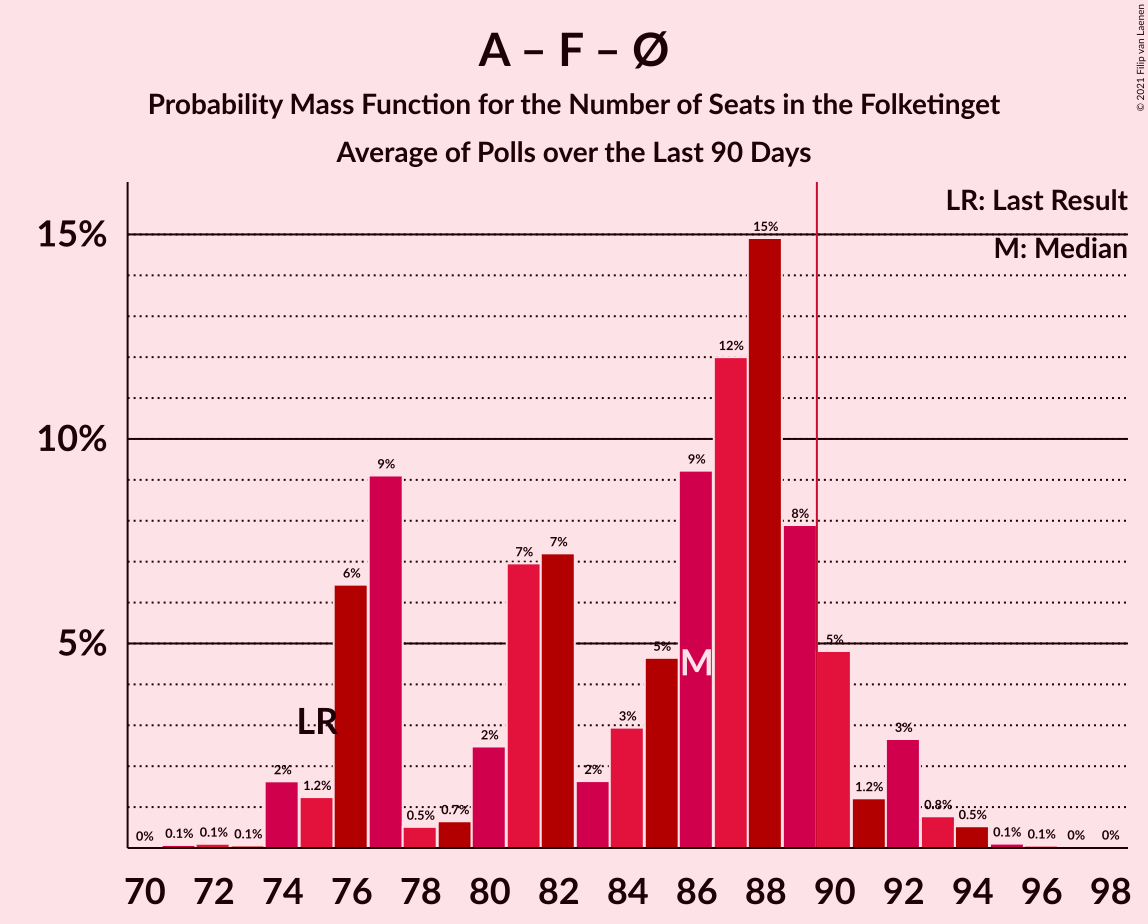 A – F – Ø
Probability Mass Function for the Number of Seats in the Folketinget
Average of Polls over the Last 90 Days
© 2021 Filip van Laenen
LR: Last Result
M: Median
15%
10%
5%
0% 0.1% 0.1% 0.1% 2% 1.2% 6% 9% 0.5% 0.7% 2% 7% 7% 2% 3% 5% 9% 12% 15% 8% 5% 1.2% 3% 0.8% 0.5% 0.1% 0.1% 0% 0%
LR
M
70 72 74 76 78 80 82 84 86 88 90 92 94 96 98